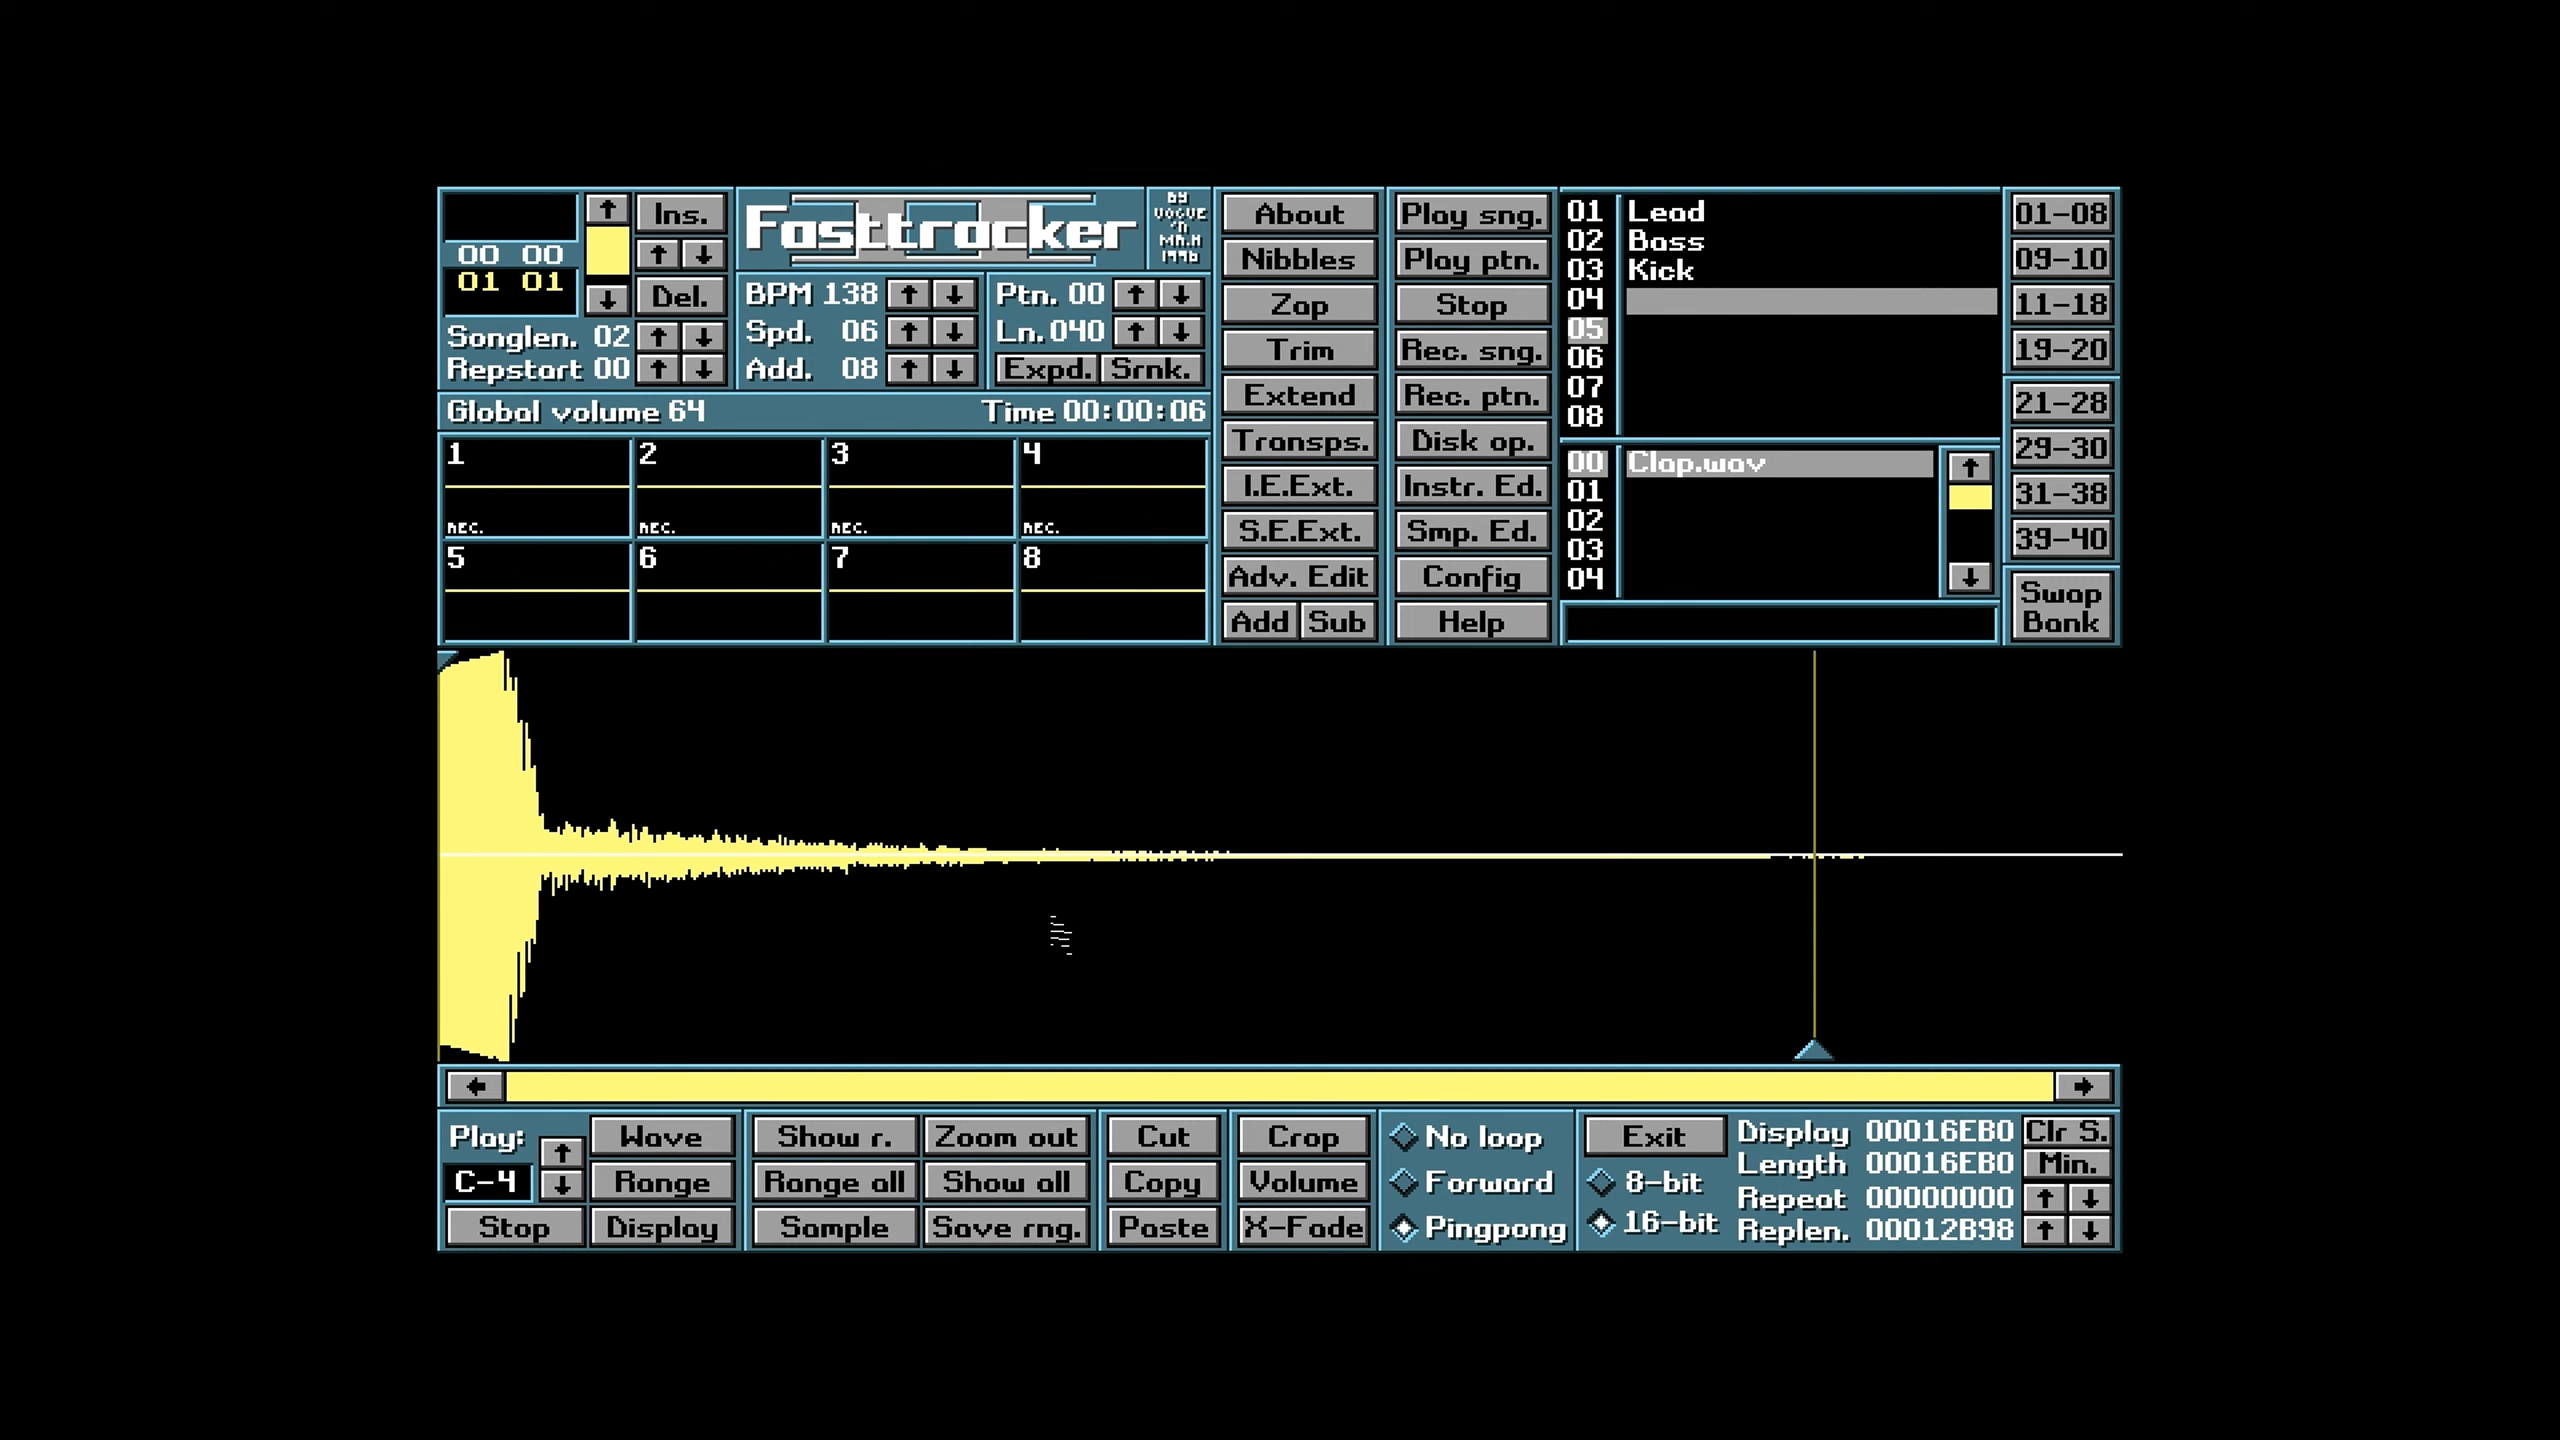 00 00
01 01
Ins.
Del.
Songlen. 02
Repstart 00
Fasttracker
by
VOGUE
'n
Mr.H
1996
BPM 138
Spd. 06
Add. 08
Ptn. 00
Ln. 040
Expd. Srnk.
Global volume 64
Time 00:00:06
1 2 3 4
REC. REC. REC. REC.
5 6 7 8
About
Nibbles
Zap
Trim
Extend
Transps.
I.E.Ext.
S.E.Ext.
Adv. Edit
Add Sub
Play sng.
Play ptn.
Stop
Rec. sng.
Rec. ptn.
Disk op.
Instr. Ed.
Smp. Ed.
Config
Help
01 Lead
02 Bass
03 Kick
04
05
06
07
08
00 Clap.wav
01
02
03
04
01-08
09-10
11-18
19-20
21-28
29-30
31-38
39-40
Swap
Bank
Play:
C-4
Stop
Wave
Range
Display
Show r.
Range all
Sample
Zoom out
Show all
Save rng.
Cut
Copy
Paste
Crop
Volume
X-Fade
No loop
Forward
Pingpong
Exit
8-bit
16-bit
Display 00016EB0
Length 00016EB0
Repeat 00000000
Replen. 00012B98
Clr S.
Min.